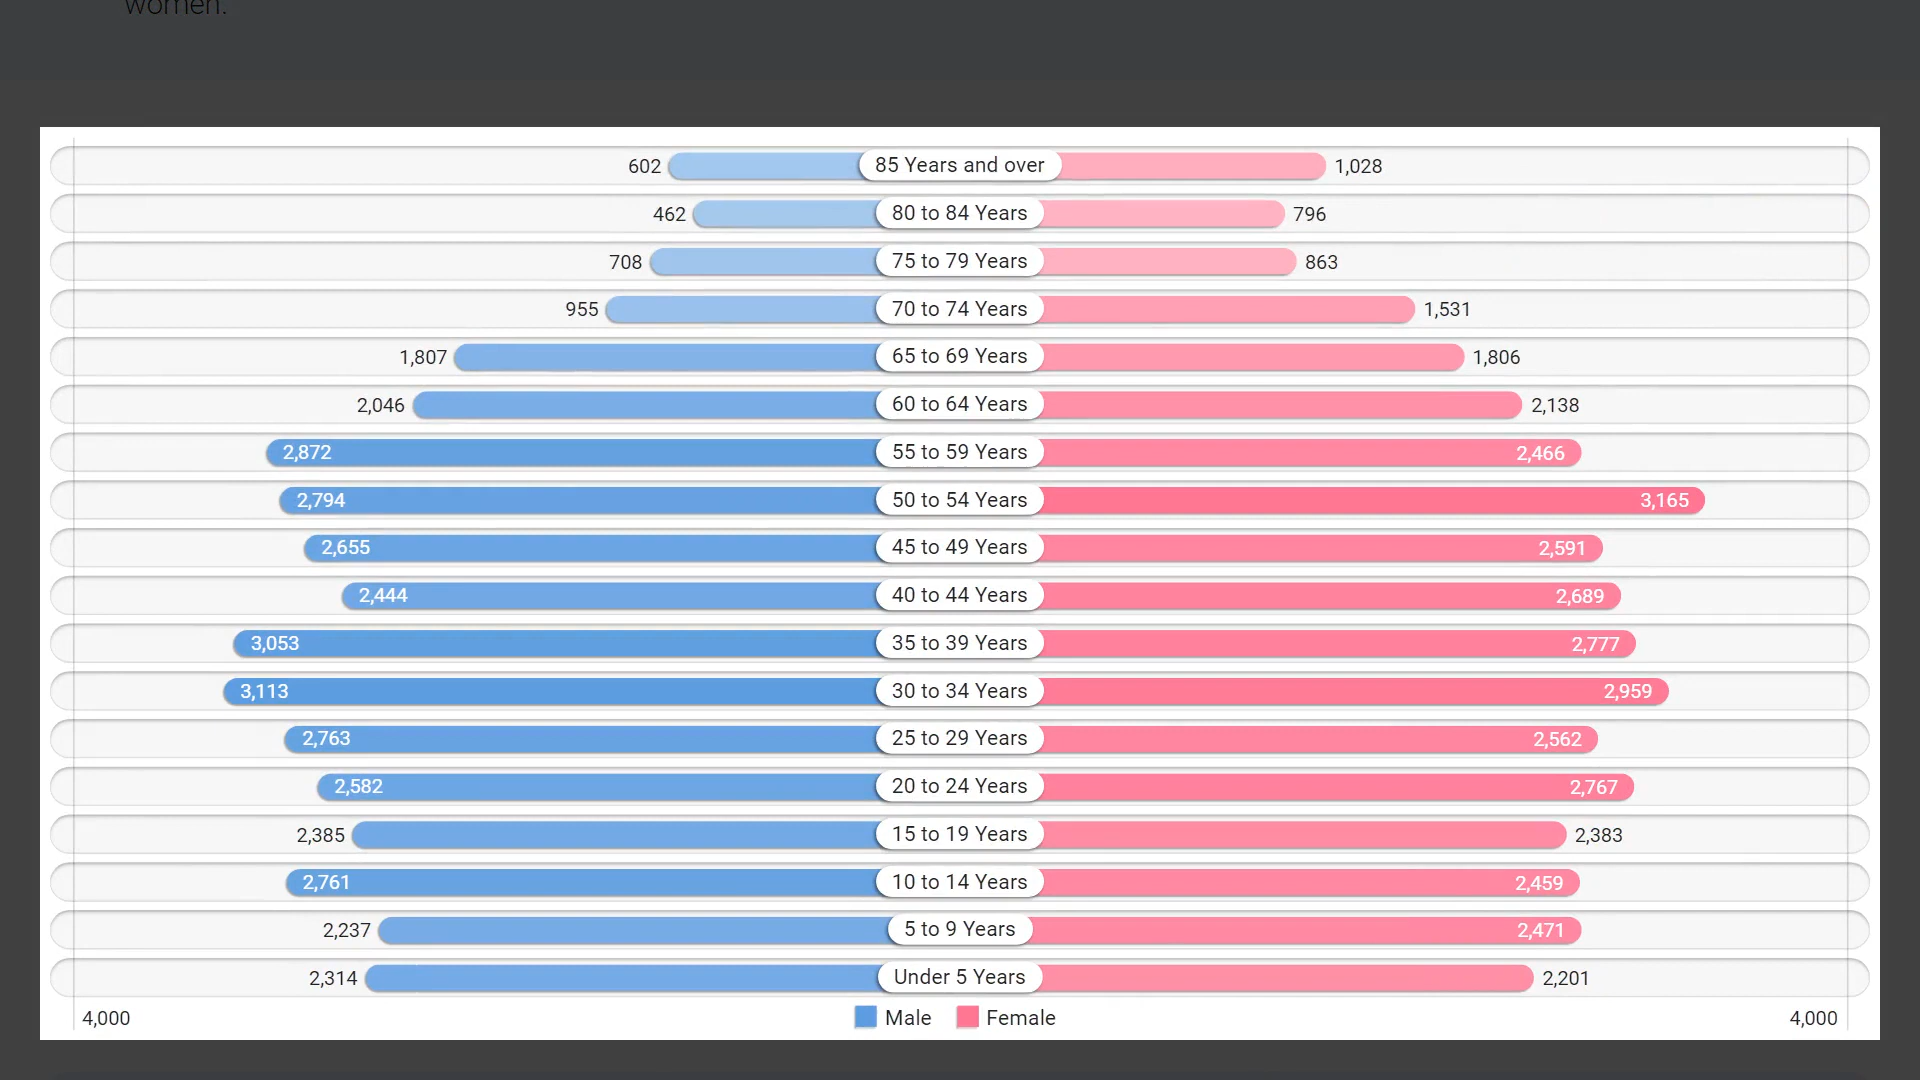 women.
602 85 Years and over 1,028
462 80 to 84 Years 796
708 75 to 79 Years 863
955 70 to 74 Years 1,531
1,807 65 to 69 Years 1,806
2,046 60 to 64 Years 2,138
2,872 55 to 59 Years 2,466
2,794 50 to 54 Years 3,165
2,655 45 to 49 Years 2,591
2,444 40 to 44 Years 2,689
3,053 35 to 39 Years 2,777
3,113 30 to 34 Years 2,959
2,763 25 to 29 Years 2,562
2,582 20 to 24 Years 2,767
2,385 15 to 19 Years 2,383
2,761 10 to 14 Years 2,459
2,237 5 to 9 Years 2,471
2,314 Under 5 Years 2,201
4,000 Male Female 4,000